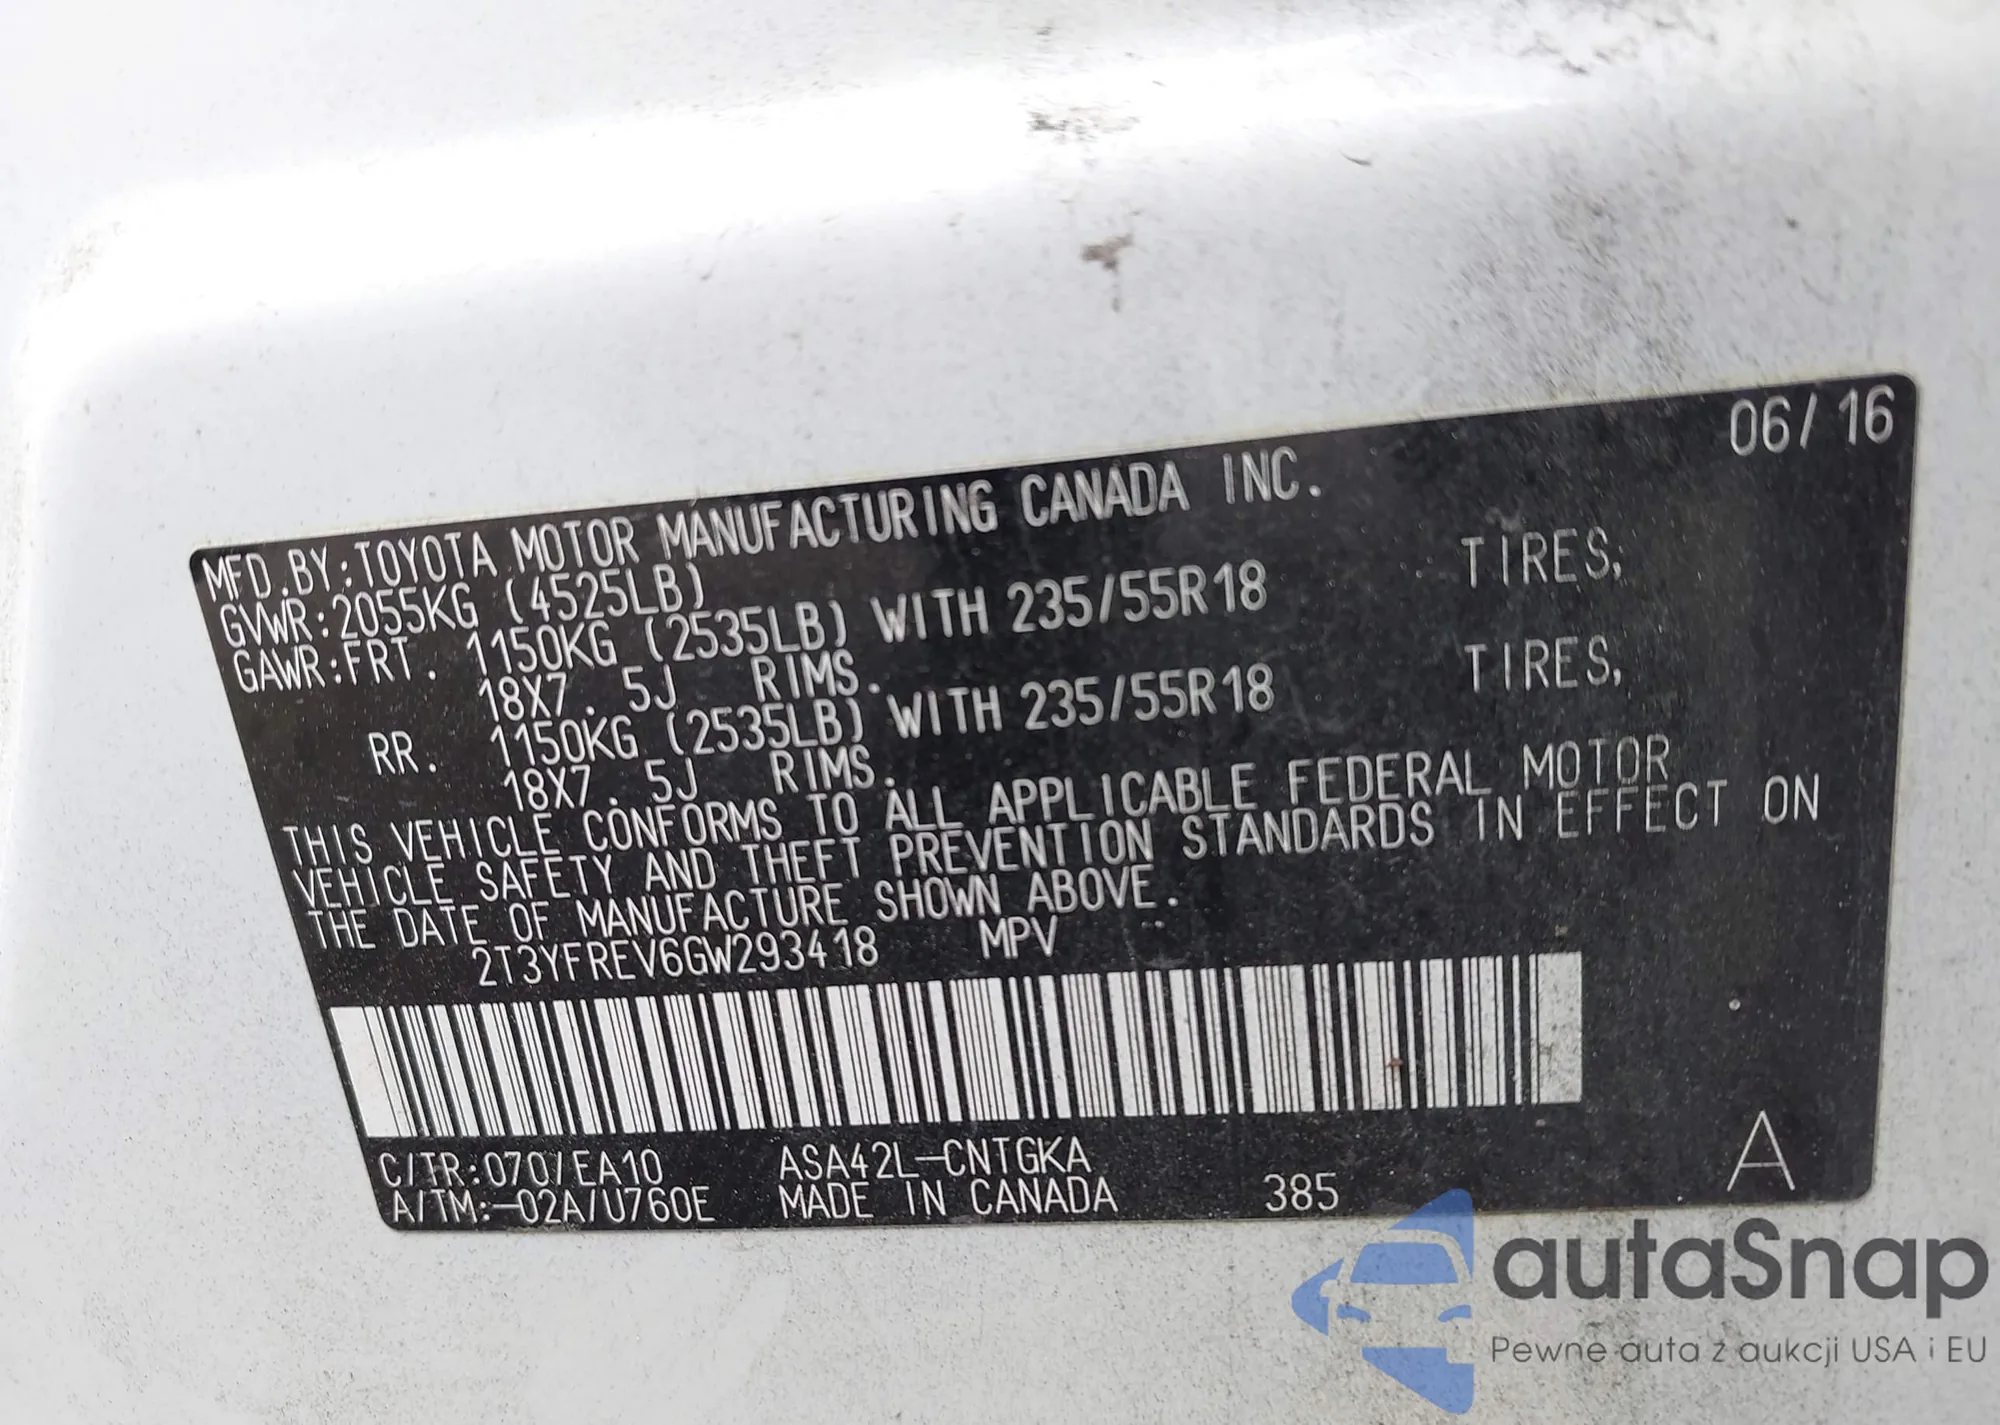 06/16
MFD.BY:TOYOTA MOTOR MANUFACTURING CANADA INC.
GVWR:2055KG (4525LB)
GAWR:FRT. 1150KG (2535LB) WITH 235/55R18 TIRES,
18X7.5J RIMS.
RR. 1150KG (2535LB) WITH 235/55R18 TIRES,
18X7.5J RIMS.
THIS VEHICLE CONFORMS TO ALL APPLICABLE FEDERAL MOTOR
VEHICLE SAFETY AND THEFT PREVENTION STANDARDS IN EFFECT ON
THE DATE OF MANUFACTURE SHOWN ABOVE.
2T3YFREV6GW293418 MPV
C/TR:070/EA10 ASA42L-CNTGKA
A/TM:-02A/U760E MADE IN CANADA 385 A
autaSnap
Pewne auta z aukcji USA i EU